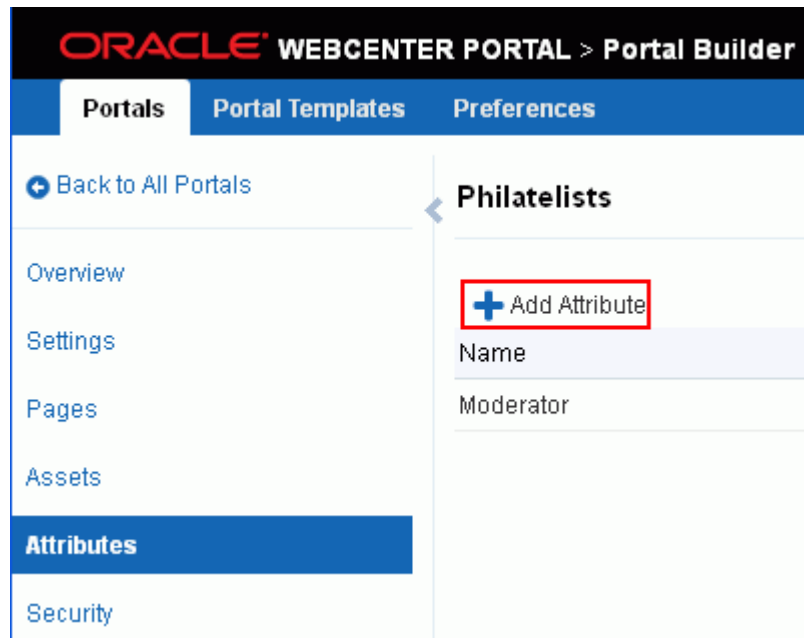 ORACLE WEBCENTER PORTAL > Portal Builder
Portals Portal Templates Preferences
Back to All Portals
Philatelists
Overview
Settings
Pages
Assets
Attributes
Security
Add Attribute
Name
Moderator